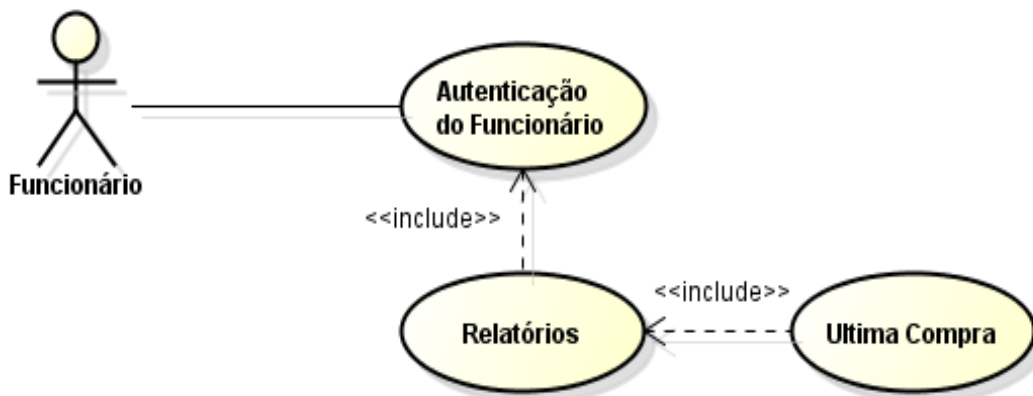 Autenticação
do Funcionário
Funcionário
<<include>>
<<include>>
Relatórios
Ultima Compra